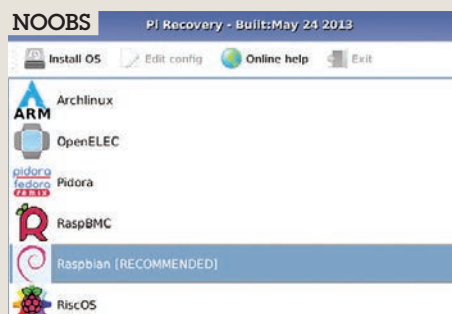 NOOBS
Pi Recovery - Built:May 24 2013
Install OS Edit config Online help Exit
ARM Archlinux
OpenELEC
pidora
fedora
remix
Pidora
RaspBMC
Raspbian [RECOMMENDED]
RiscOS